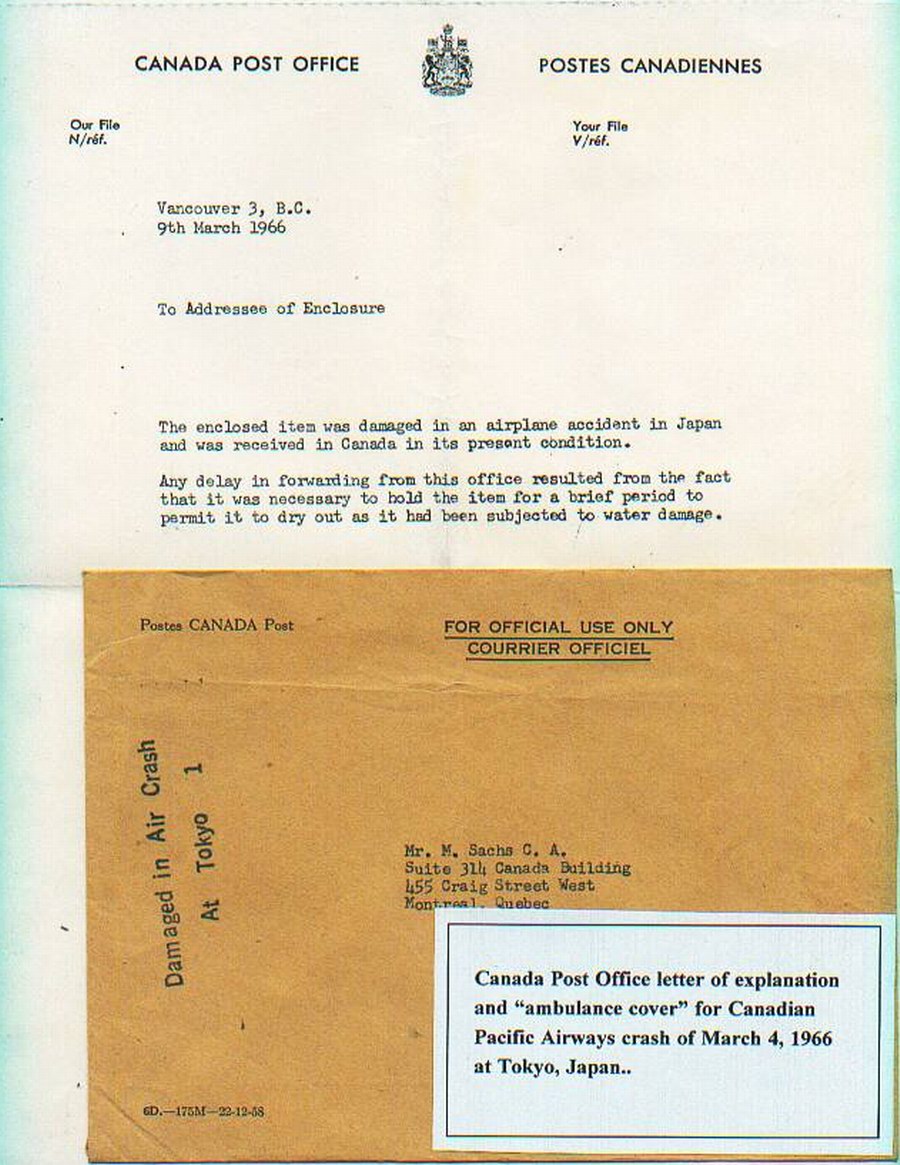 CANADA POST OFFICE
POSTES CANADIENNES
Our File
N/réf.
Your File
V/réf.
Vancouver 3, B.C.
9th March 1966
To Addressee of Enclosure
The enclosed item was damaged in an airplane accident in Japan
and was received in Canada in its present condition.
Any delay in forwarding from this office resulted from the fact
that it was necessary to hold the item for a brief period to
permit it to dry out as it had been subjected to water damage.
Postes CANADA Post
FOR OFFICIAL USE ONLY
COURRIER OFFICIEL
Damaged in Air Crash
At Tokyo 1
Mr. M. Sachs C. A.
Suite 314 Canada Building
455 Craig Street West
Montreal, Quebec
Canada Post Office letter of explanation
and “ambulance cover” for Canadian
Pacific Airways crash of March 4, 1966
at Tokyo, Japan..
6D.—175M—22-12-58